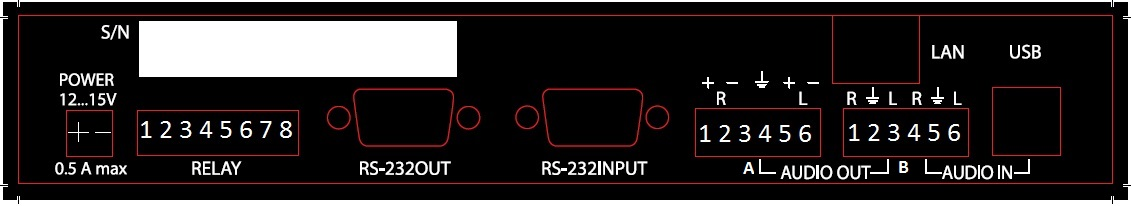 S/N
LAN
USB
POWER
12...15V
+ − ⏚ + −
R L
R ⏚ L R ⏚ L
+ −
1 2 3 4 5 6 7 8
1 2 3 4 5 6
1 2 3 4 5 6
0.5 A max
RELAY
RS-232OUT
RS-232INPUT
A AUDIO OUT B AUDIO IN